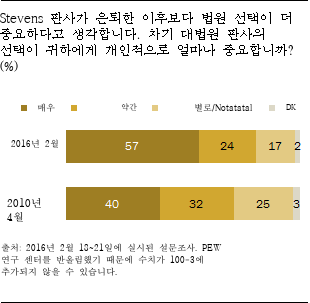 Stevens 판사가 은퇴한 이후보다 법원 선택이 더
중요하다고 생각합니다. 차기 대법원 판사의
선택이 귀하에게 개인적으로 얼마나 중요합니까?
(%)
매우 약간 별로/Notatatal DK
2016년 2월 57 24 17 2
2010년
4월 40 32 25 3
출처: 2016년 2월 18~21일에 실시된 설문조사. PEW
연구 센터를 반올림했기 때문에 수치가 100-3에
추가되지 않을 수 있습니다.